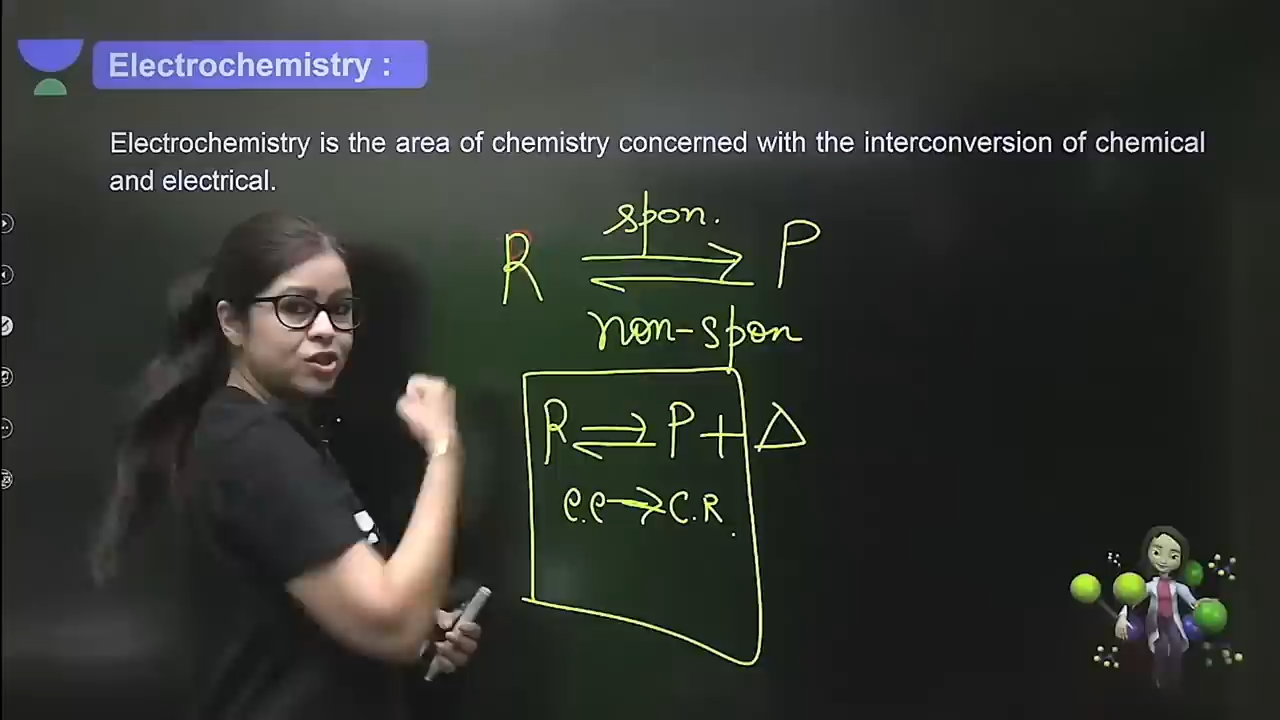 Electrochemistry :
Electrochemistry is the area of chemistry concerned with the interconversion of chemical
and electrical.
spon.
R ⇌ P
non-spon
R ⇌ P + Δ
e.e → C.R.